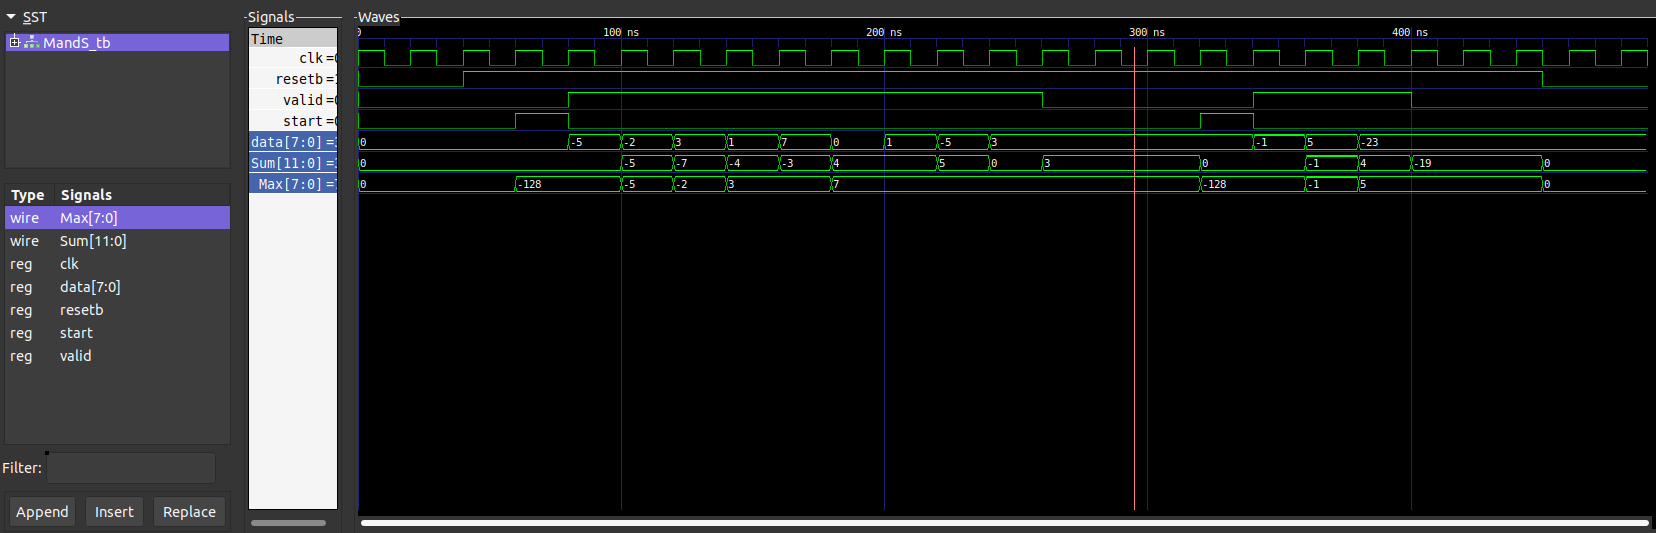 SST
MandS_tb
Type Signals
wire Max[7:0]
wire Sum[11:0]
reg clk
reg data[7:0]
reg resetb
reg start
reg valid
Filter:
Append Insert Replace
Signals
Time
clk =0
resetb =
valid =0
start =0
data[7:0] =
Sum[11:0] =
Max[7:0] =
Waves
0 100 ns 200 ns 300 ns 400 ns
0 -5 -2 3 1 7 0 1 -5 3 -1 5 -23
0 -5 -7 -4 -3 4 5 0 3 0 -1 4 -19 0
0 -128 -5 -2 3 7 -128 -1 5 0